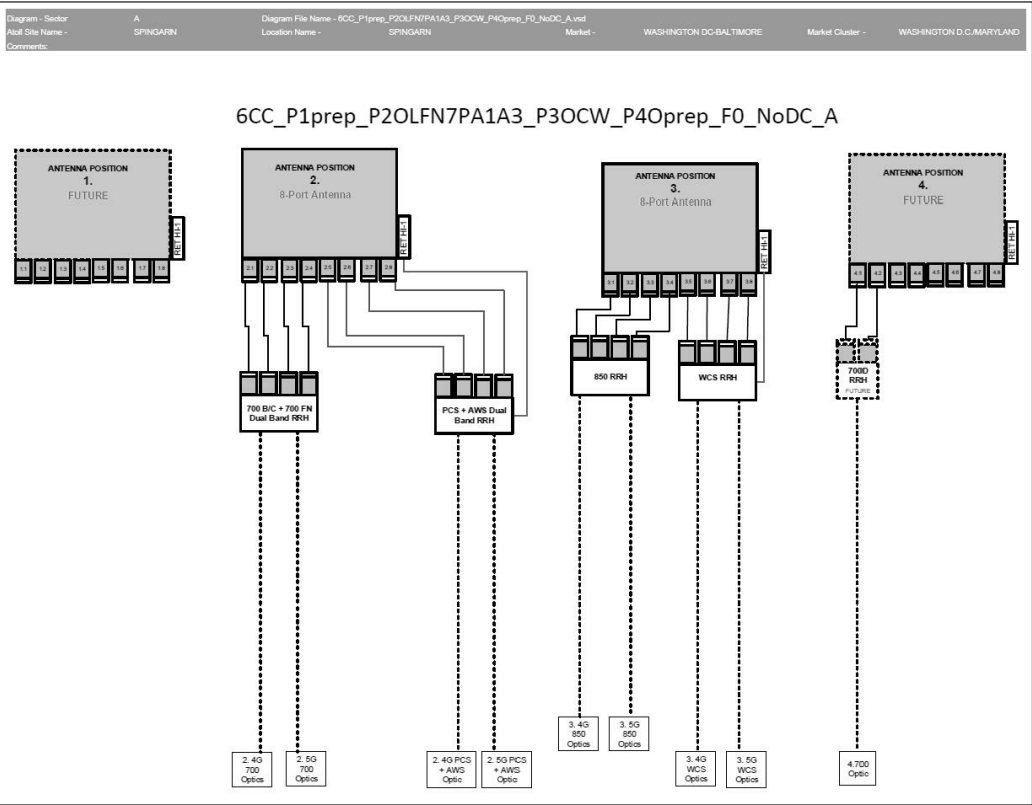 Diagram - Sector A Diagram File Name - 6CC_P1prep_P2OLFN7PA1A3_P3OCW_P4Oprep_F0_NoDC_A.vsd
Atoll Site Name - SPINGARN Location Name - SPINGARN Market - WASHINGTON DC-BALTIMORE Market Cluster - WASHINGTON D.C./MARYLAND
Comments:
6CC_P1prep_P2OLFN7PA1A3_P3OCW_P4Oprep_F0_NoDC_A
ANTENNA POSITION
1.
FUTURE
RET HI-1
1.1 1.2 1.3 1.4 1.5 1.6 1.7 1.8
ANTENNA POSITION
2.
8-Port Antenna
RET HI-1
2.1 2.2 2.3 2.4 2.5 2.6 2.7 2.8
ANTENNA POSITION
3.
8-Port Antenna
RET HI-1
3.1 3.2 3.3 3.4 3.5 3.6 3.7 3.8
ANTENNA POSITION
4.
FUTURE
RET HI-1
4.1 4.2 4.3 4.4 4.5 4.6 4.7 4.8
700 B/C + 700 FN
Dual Band RRH
PCS + AWS Dual
Band RRH
850 RRH
WCS RRH
700D
RRH
FUTURE
2. 4G
700
Optics
2. 5G
700
Optics
2. 4G PCS
+ AWS
Optic
2. 5G PCS
+ AWS
Optic
3. 4G
850
Optics
3. 5G
850
Optics
3. 4G
WCS
Optics
3. 5G
WCS
Optics
4.700
Optic